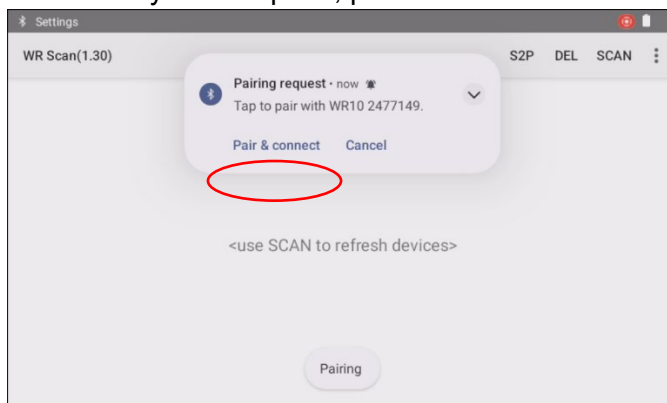 Settings
WR Scan(1.30)
S2P DEL SCAN
Pairing request · now
Tap to pair with WR10 2477149.
Pair & connect Cancel
<use SCAN to refresh devices>
Pairing